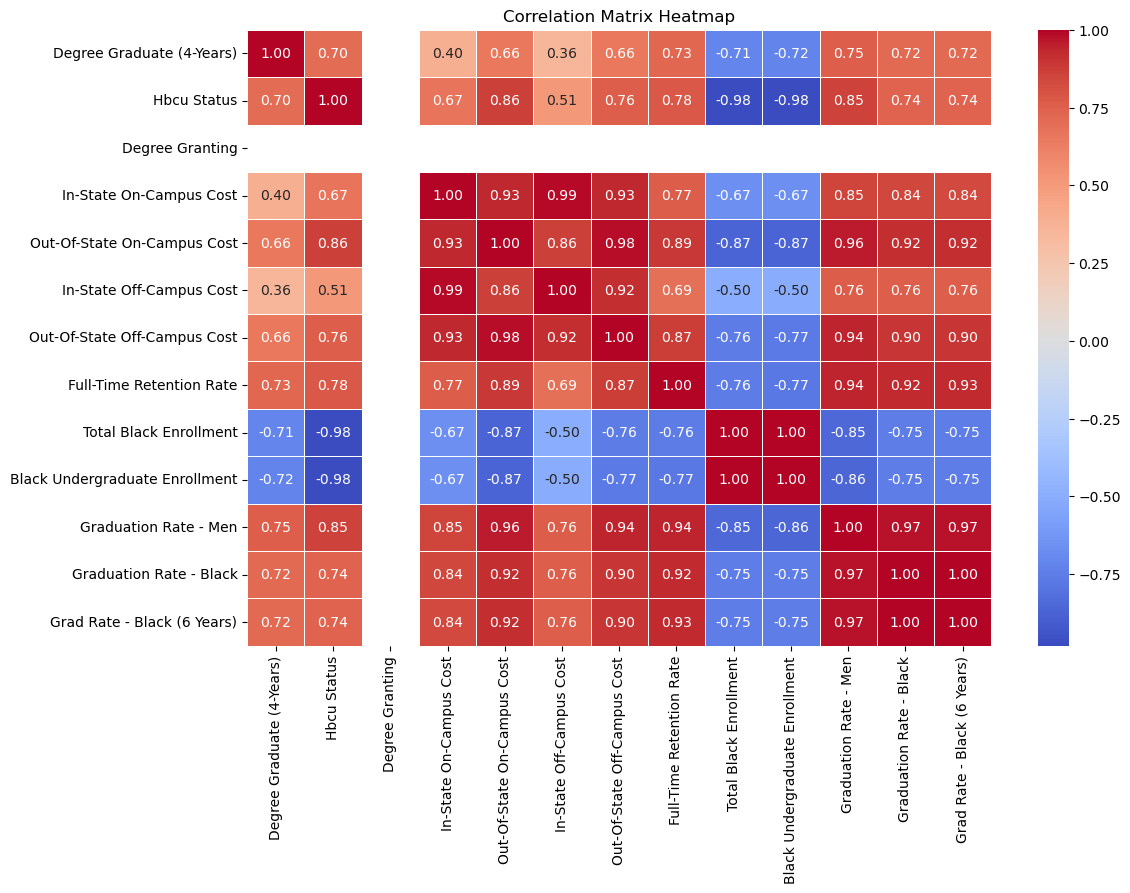 Correlation Matrix Heatmap
Degree Graduate (4-Years) 1.00 0.70 0.40 0.66 0.36 0.66 0.73 -0.71 -0.72 0.75 0.72 0.72
Hbcu Status 0.70 1.00 0.67 0.86 0.51 0.76 0.78 -0.98 -0.98 0.85 0.74 0.74
Degree Granting
In-State On-Campus Cost 0.40 0.67 1.00 0.93 0.99 0.93 0.77 -0.67 -0.67 0.85 0.84 0.84
Out-Of-State On-Campus Cost 0.66 0.86 0.93 1.00 0.86 0.98 0.89 -0.87 -0.87 0.96 0.92 0.92
In-State Off-Campus Cost 0.36 0.51 0.99 0.86 1.00 0.92 0.69 -0.50 -0.50 0.76 0.76 0.76
Out-Of-State Off-Campus Cost 0.66 0.76 0.93 0.98 0.92 1.00 0.87 -0.76 -0.77 0.94 0.90 0.90
Full-Time Retention Rate 0.73 0.78 0.77 0.89 0.69 0.87 1.00 -0.76 -0.77 0.94 0.92 0.93
Total Black Enrollment -0.71 -0.98 -0.67 -0.87 -0.50 -0.76 -0.76 1.00 1.00 -0.85 -0.75 -0.75
Black Undergraduate Enrollment -0.72 -0.98 -0.67 -0.87 -0.50 -0.77 -0.77 1.00 1.00 -0.86 -0.75 -0.75
Graduation Rate - Men 0.75 0.85 0.85 0.96 0.76 0.94 0.94 -0.85 -0.86 1.00 0.97 0.97
Graduation Rate - Black 0.72 0.74 0.84 0.92 0.76 0.90 0.92 -0.75 -0.75 0.97 1.00 1.00
Grad Rate - Black (6 Years) 0.72 0.74 0.84 0.92 0.76 0.90 0.93 -0.75 -0.75 0.97 1.00 1.00
Degree Graduate (4-Years)
Hbcu Status
Degree Granting
In-State On-Campus Cost
Out-Of-State On-Campus Cost
In-State Off-Campus Cost
Out-Of-State Off-Campus Cost
Full-Time Retention Rate
Total Black Enrollment
Black Undergraduate Enrollment
Graduation Rate - Men
Graduation Rate - Black
Grad Rate - Black (6 Years)
1.00
0.75
0.50
0.25
0.00
−0.25
−0.50
−0.75